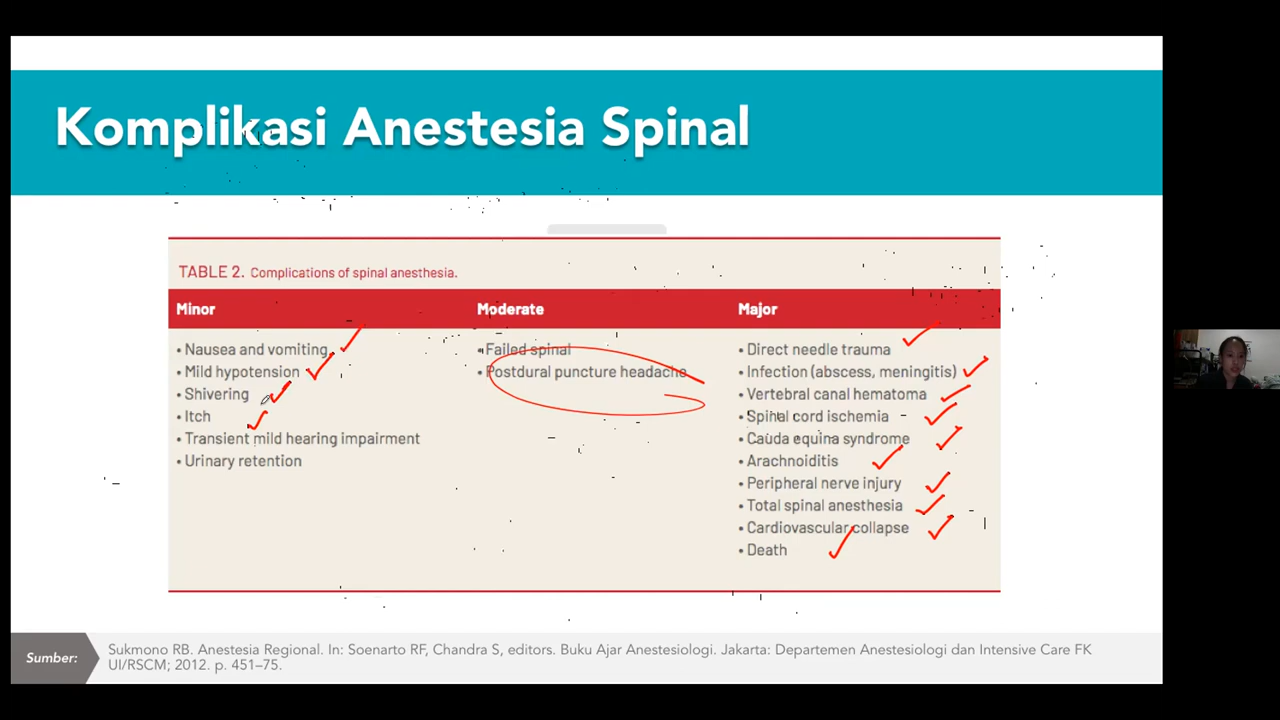 Komplikasi Anestesia Spinal
TABLE 2. Complications of spinal anesthesia.
Minor
• Nausea and vomiting
• Mild hypotension
• Shivering
• Itch
• Transient mild hearing impairment
• Urinary retention
Moderate
• Failed spinal
• Postdural puncture headache
Major
• Direct needle trauma
• Infection (abscess, meningitis)
• Vertebral canal hematoma
• Spinal cord ischemia
• Cauda equina syndrome
• Arachnoiditis
• Peripheral nerve injury
• Total spinal anesthesia
• Cardiovascular collapse
• Death
Sumber:
Sukmono RB. Anestesia Regional. In: Soenarto RF, Chandra S, editors. Buku Ajar Anestesiologi. Jakarta: Departemen Anestesiologi dan Intensive Care FK
UI/RSCM; 2012. p. 451–75.